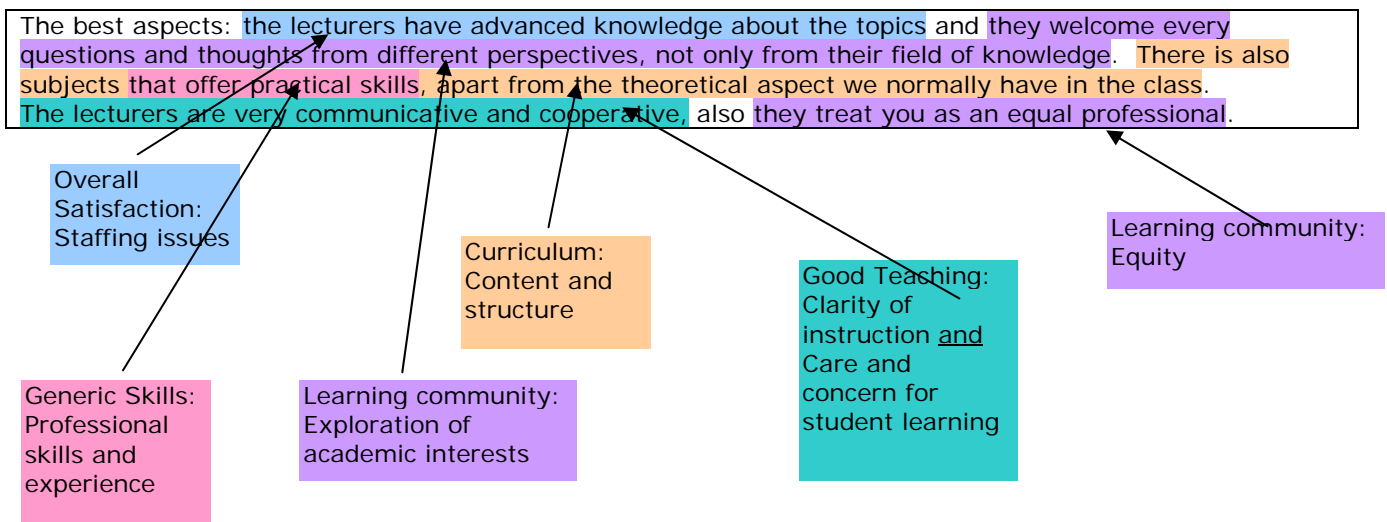 The best aspects: the lecturers have advanced knowledge about the topics and they welcome every
questions and thoughts from different perspectives, not only from their field of knowledge. There is also
subjects that offer practical skills, apart from the theoretical aspect we normally have in the class.
The lecturers are very communicative and cooperative, also they treat you as an equal professional.
Overall
Satisfaction:
Staffing issues
Curriculum:
Content and
structure
Learning community:
Equity
Good Teaching:
Clarity of
instruction and
Care and
concern for
student learning
Generic Skills:
Professional
skills and
experience
Learning community:
Exploration of
academic interests